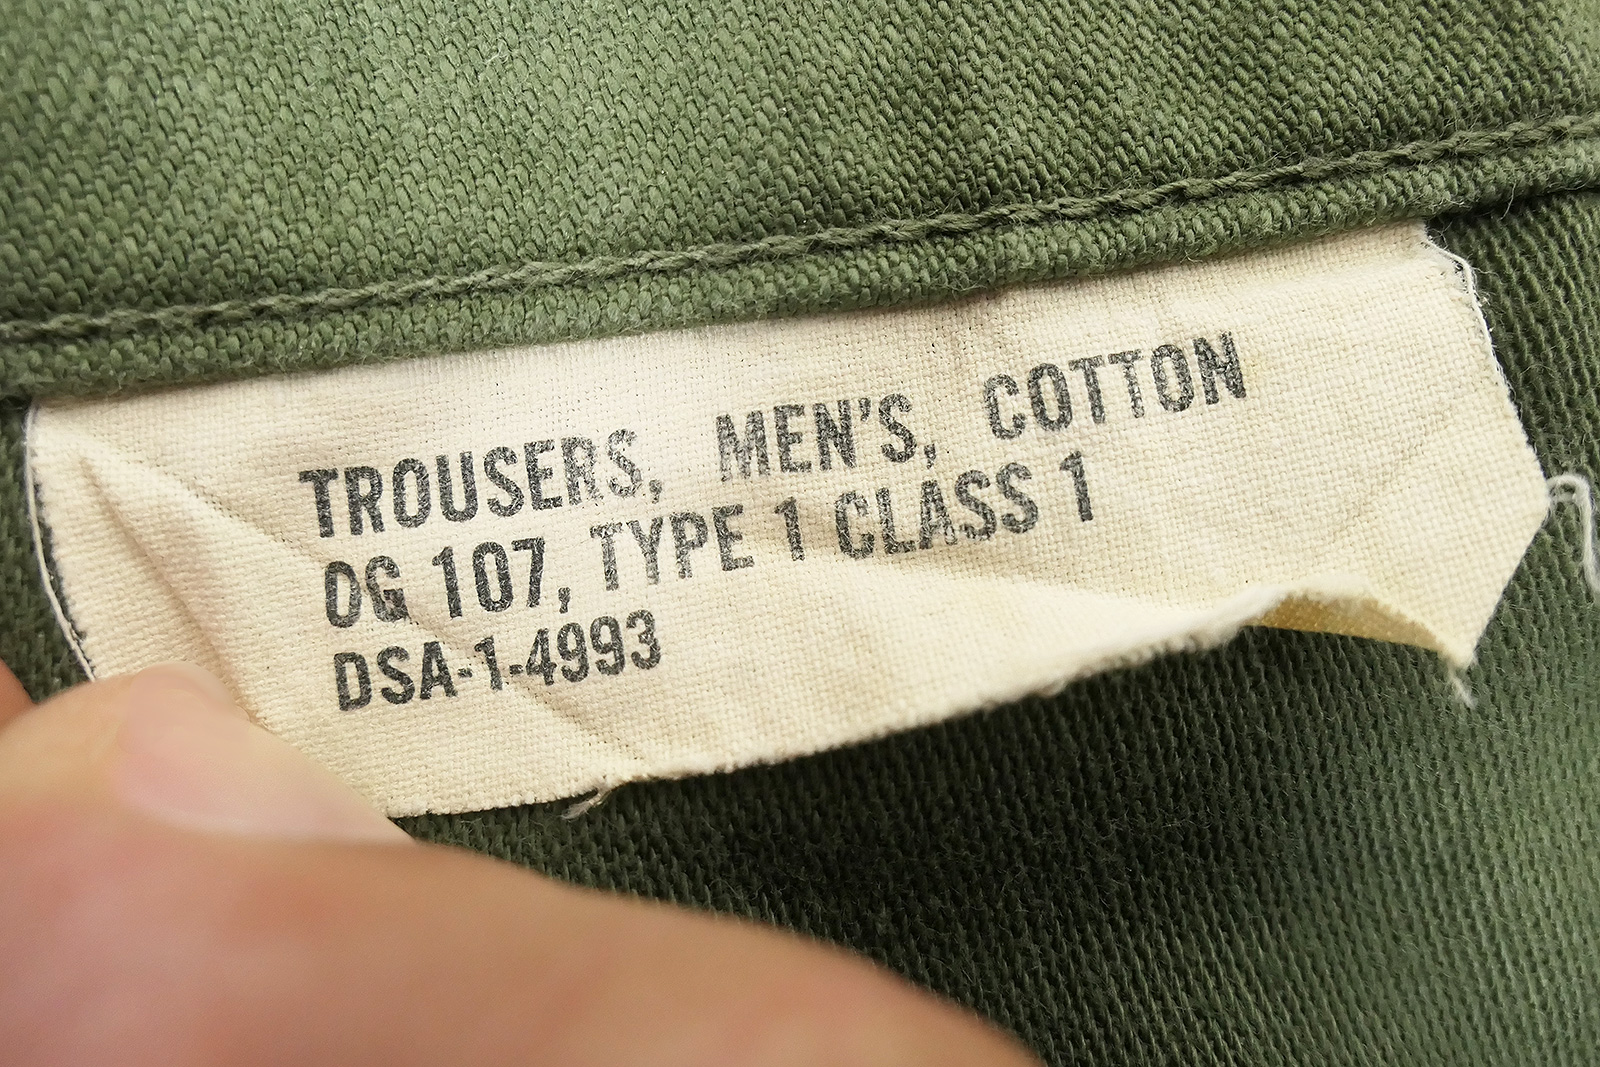 TROUSERS, MEN'S, COTTON
OG 107, TYPE 1 CLASS 1
DSA-1-4993